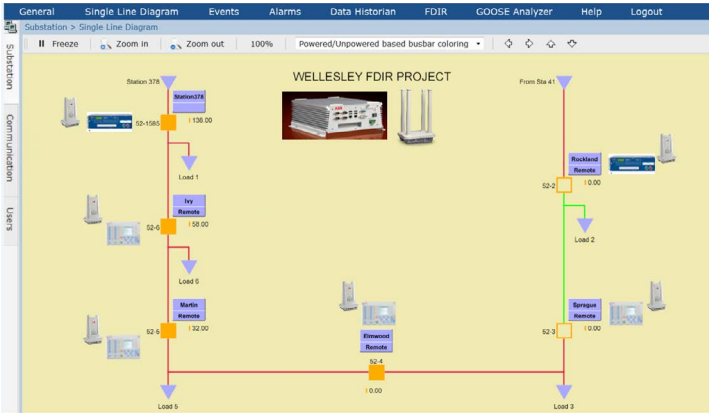 General Single Line Diagram Events Alarms Data Historian FDIR GOOSE Analyzer Help Logout
Substation > Single Line Diagram
Freeze Zoom in Zoom out 100% Powered/Unpowered based busbar coloring
Substation
Communication
Users
WELLESLEY FDIR PROJECT
Station 378
From Sta 41
Station378
52-1585
I 136.00
ABB
Load 1
Rockland
Remote
52-2
I 0.00
Ivy
Remote
52-6
I 58.00
Load 2
Load 6
Martin
Remote
52-5
I 32.00
Elmwood
Remote
52-4
I 0.00
Sprague
Remote
52-3
I 0.00
Load 5
Load 3